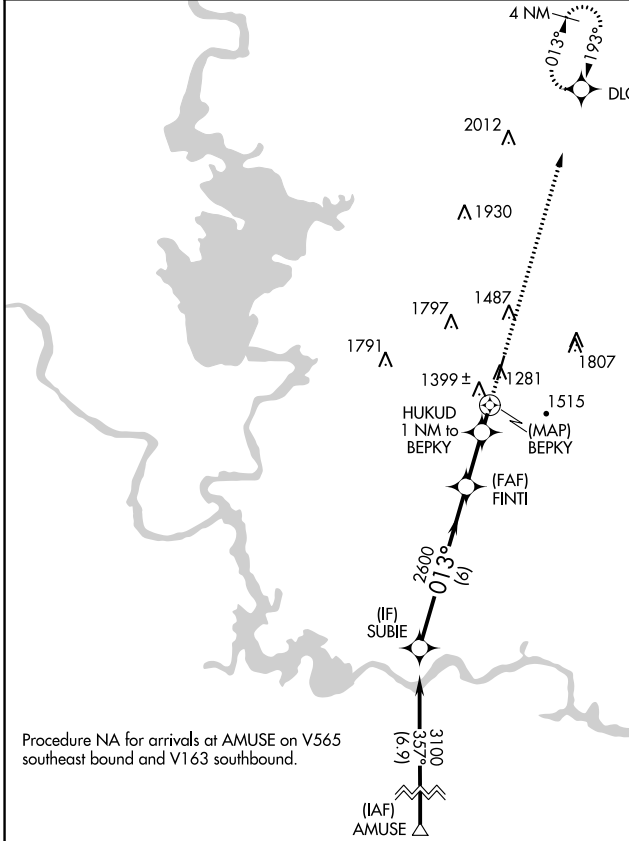 4 NM
013°
193°
DLC
2012
1930
1797
1487
1791
1807
1399 ±
1281
1515
HUKUD
1 NM to
BEPKY
(MAP)
BEPKY
(FAF)
FINTI
2600
013°
(6)
(IF)
SUBIE
3100
357°
(6.9)
Procedure NA for arrivals at AMUSE on V565
southeast bound and V163 southbound.
(IAF)
AMUSE